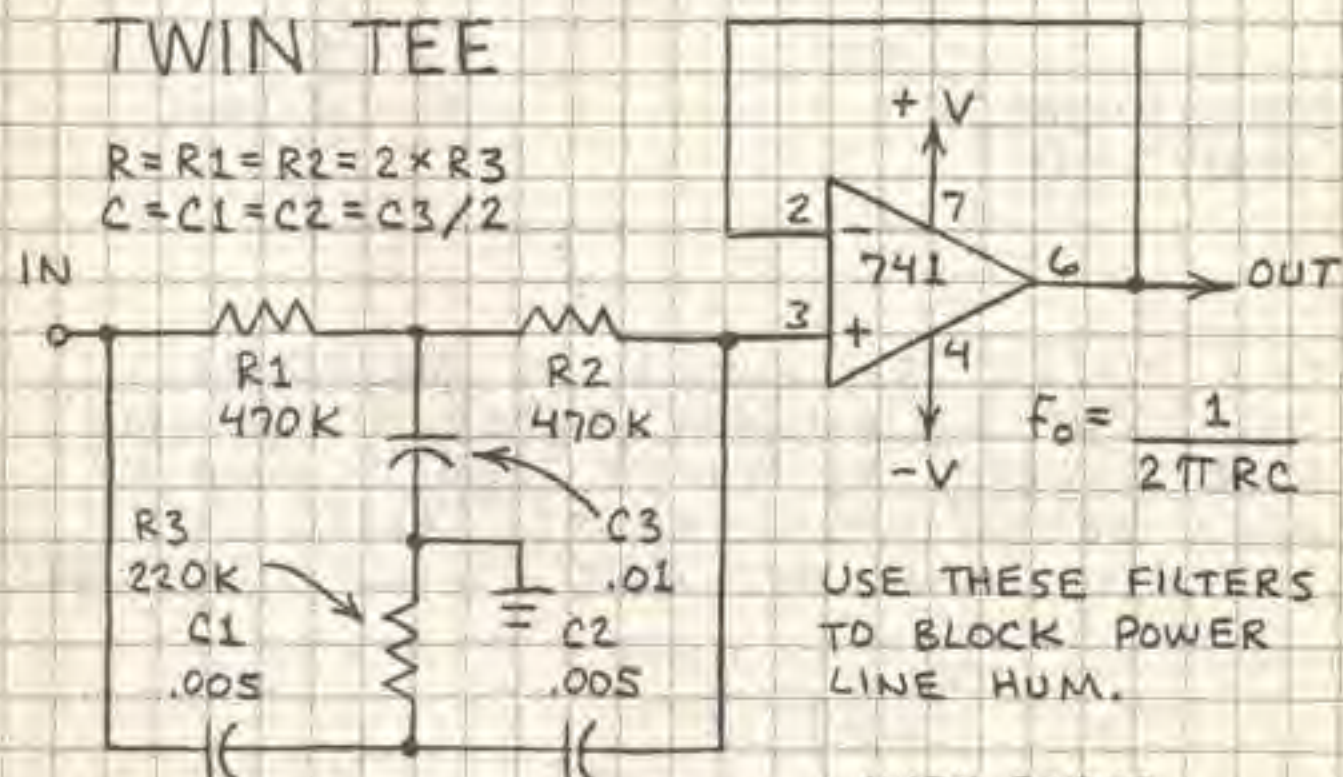 TWIN TEE
R = R1 = R2 = 2 × R3
C = C1 = C2 = C3/2
IN
R1
470K
R2
470K
R3
220K
C1
.005
C3
.01
C2
.005
+V
2
-
7
741
6
OUT
3
+
4
-V
Fo = 1
2πRC
USE THESE FILTERS
TO BLOCK POWER
LINE HUM.